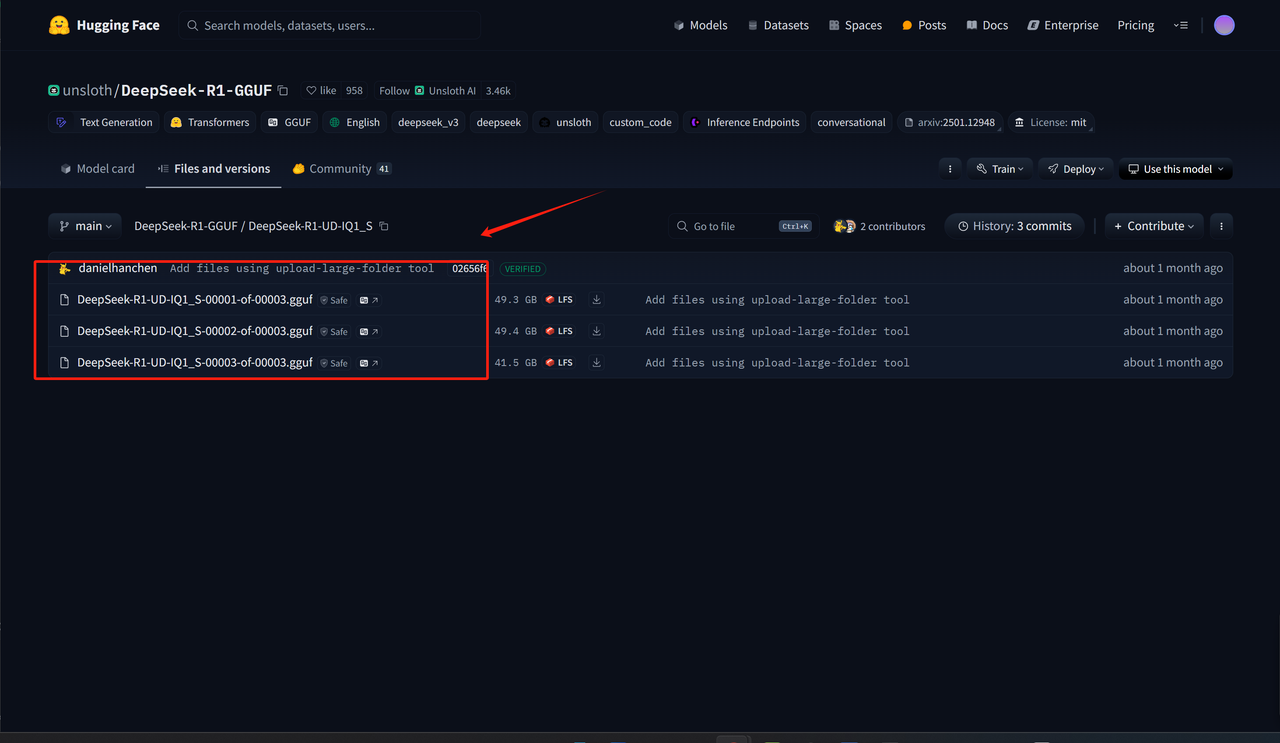 Hugging Face Search models, datasets, users... Models Datasets Spaces Posts Docs Enterprise Pricing
unsloth/DeepSeek-R1-GGUF like 958 Follow Unsloth AI 3.46k
Text Generation Transformers GGUF English deepseek_v3 deepseek unsloth custom_code Inference Endpoints conversational arxiv:2501.12948 License: mit
Model card Files and versions Community 41 Train Deploy Use this model
main DeepSeek-R1-GGUF / DeepSeek-R1-UD-IQ1_S Go to file Ctrl+K 2 contributors History: 3 commits + Contribute
danielhanchen Add files using upload-large-folder tool 02656f6 VERIFIED about 1 month ago
DeepSeek-R1-UD-IQ1_S-00001-of-00003.gguf Safe 49.3 GB LFS Add files using upload-large-folder tool about 1 month ago
DeepSeek-R1-UD-IQ1_S-00002-of-00003.gguf Safe 49.4 GB LFS Add files using upload-large-folder tool about 1 month ago
DeepSeek-R1-UD-IQ1_S-00003-of-00003.gguf Safe 41.5 GB LFS Add files using upload-large-folder tool about 1 month ago